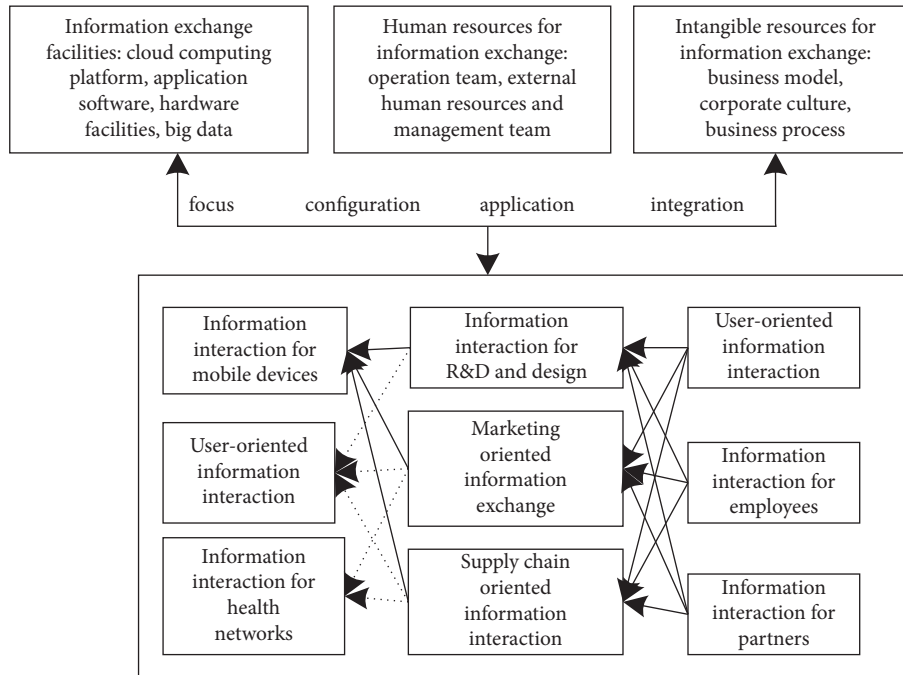 Information exchange
facilities: cloud computing
platform, application
software, hardware
facilities, big data
Human resources for
information exchange:
operation team, external
human resources and
management team
Intangible resources for
information exchange:
business model,
corporate culture,
business process
focus
configuration
application
integration
Information
interaction for
mobile devices
Information
interaction for
R&D and design
User-oriented
information
interaction
User-oriented
information
interaction
Marketing
oriented
information
exchange
Information
interaction for
employees
Information
interaction for
health
networks
Supply chain
oriented
information
interaction
Information
interaction for
partners